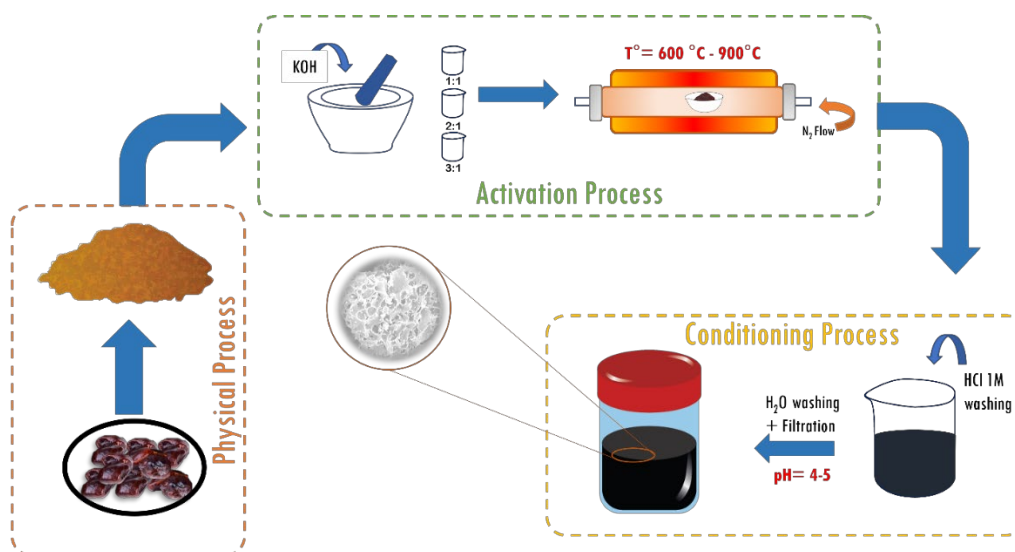 Physical Process
KOH
1:1
2:1
3:1
T°= 600 °C - 900°C
N₂ Flow
Activation Process
Conditioning Process
HCl 1M
washing
H₂O washing
+ Filtration
pH= 4-5